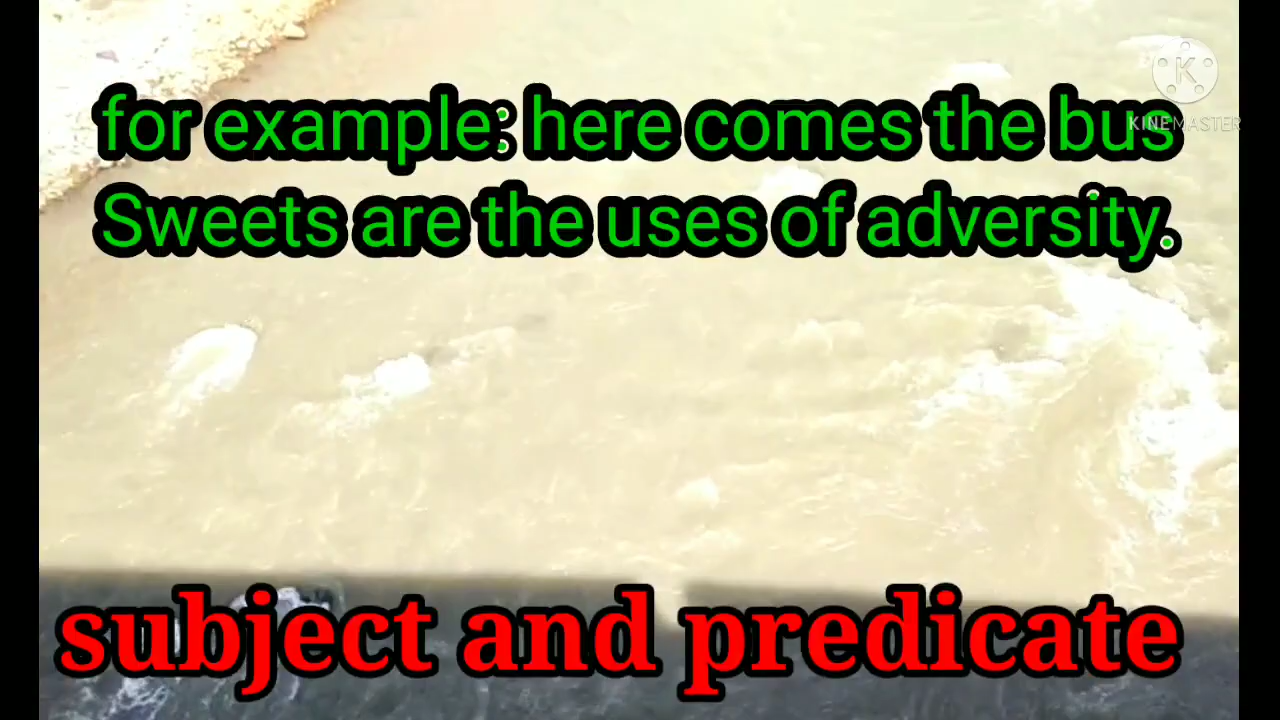 for example: here comes the bus
KINEMASTER
Sweets are the uses of adversity.
subject and predicate